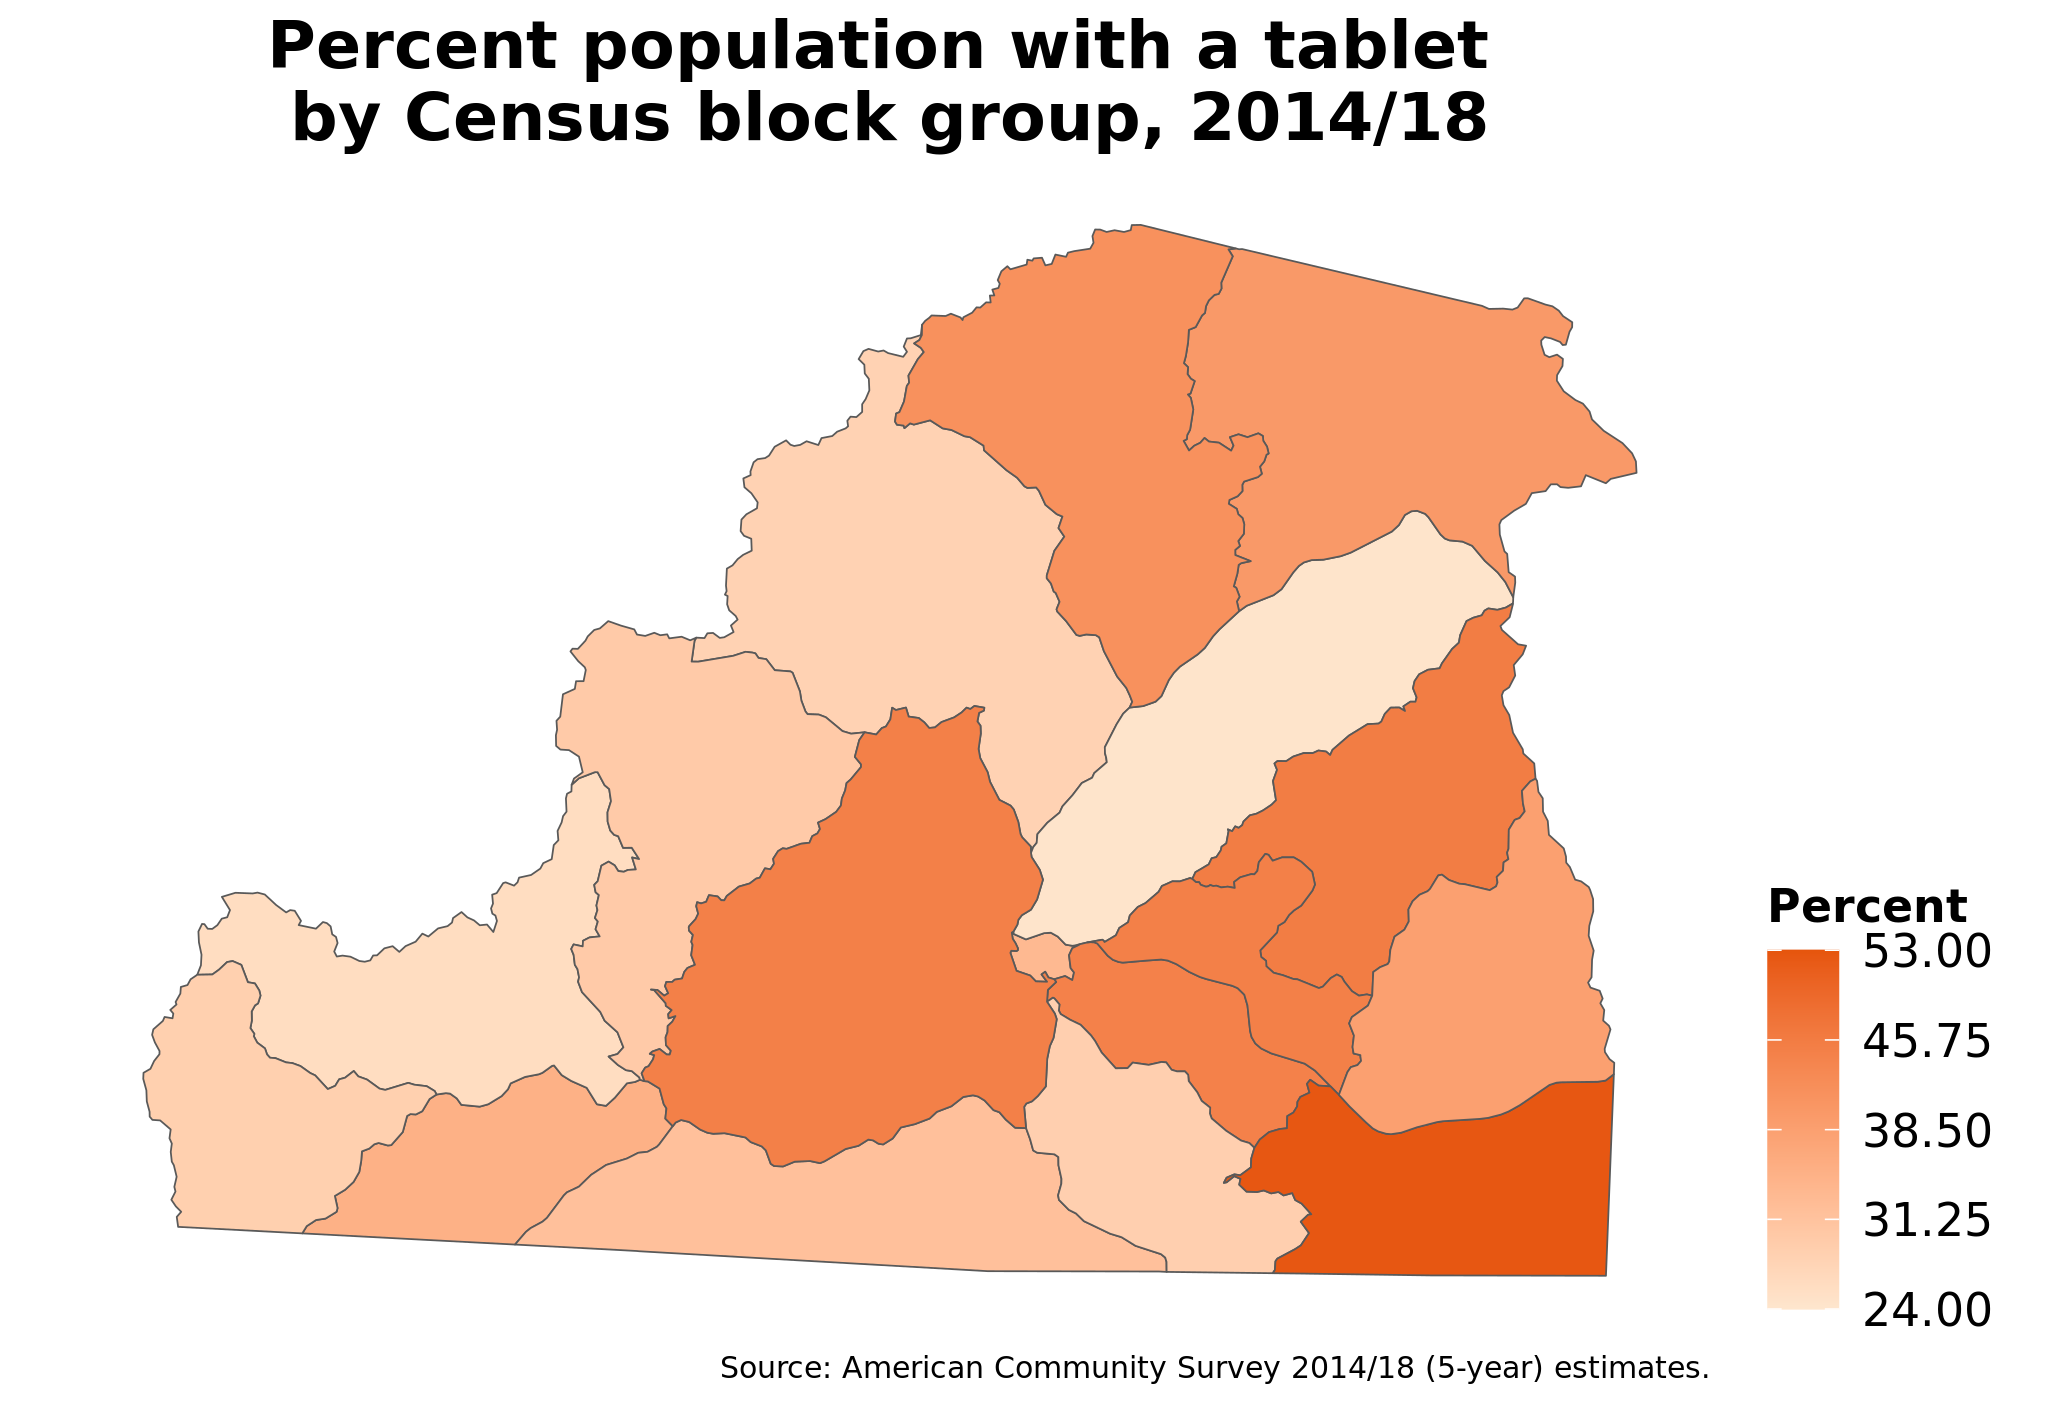 Percent population with a tablet
by Census block group, 2014/18
Percent
53.00
45.75
38.50
31.25
24.00
Source: American Community Survey 2014/18 (5-year) estimates.